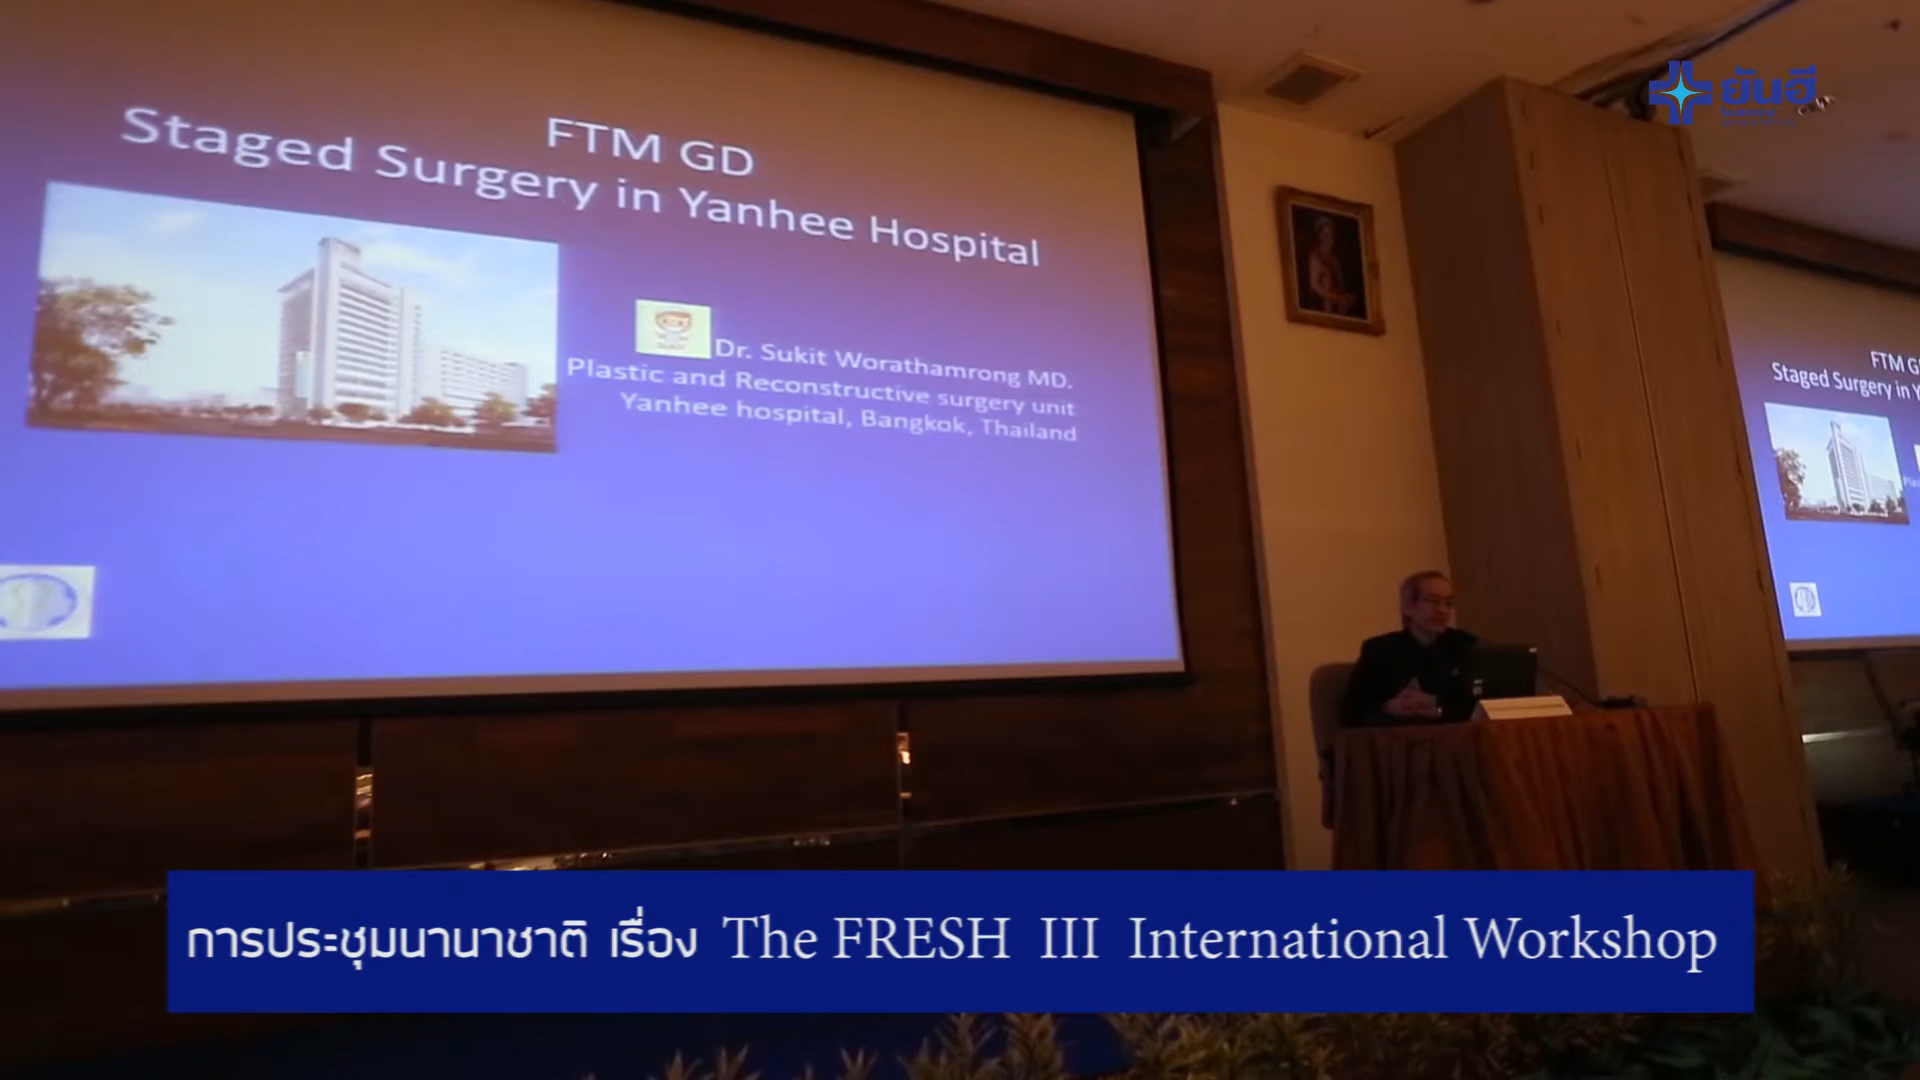 FTM GD
Staged Surgery in Yanhee Hospital
Dr. Sukit Worathamrong MD.
Plastic and Reconstructive surgery unit
Yanhee hospital, Bangkok, Thailand
ยันฮี
FTM G
Staged Surgery in Y
การประชุมนานาชาติ เรื่อง The FRESH III International Workshop